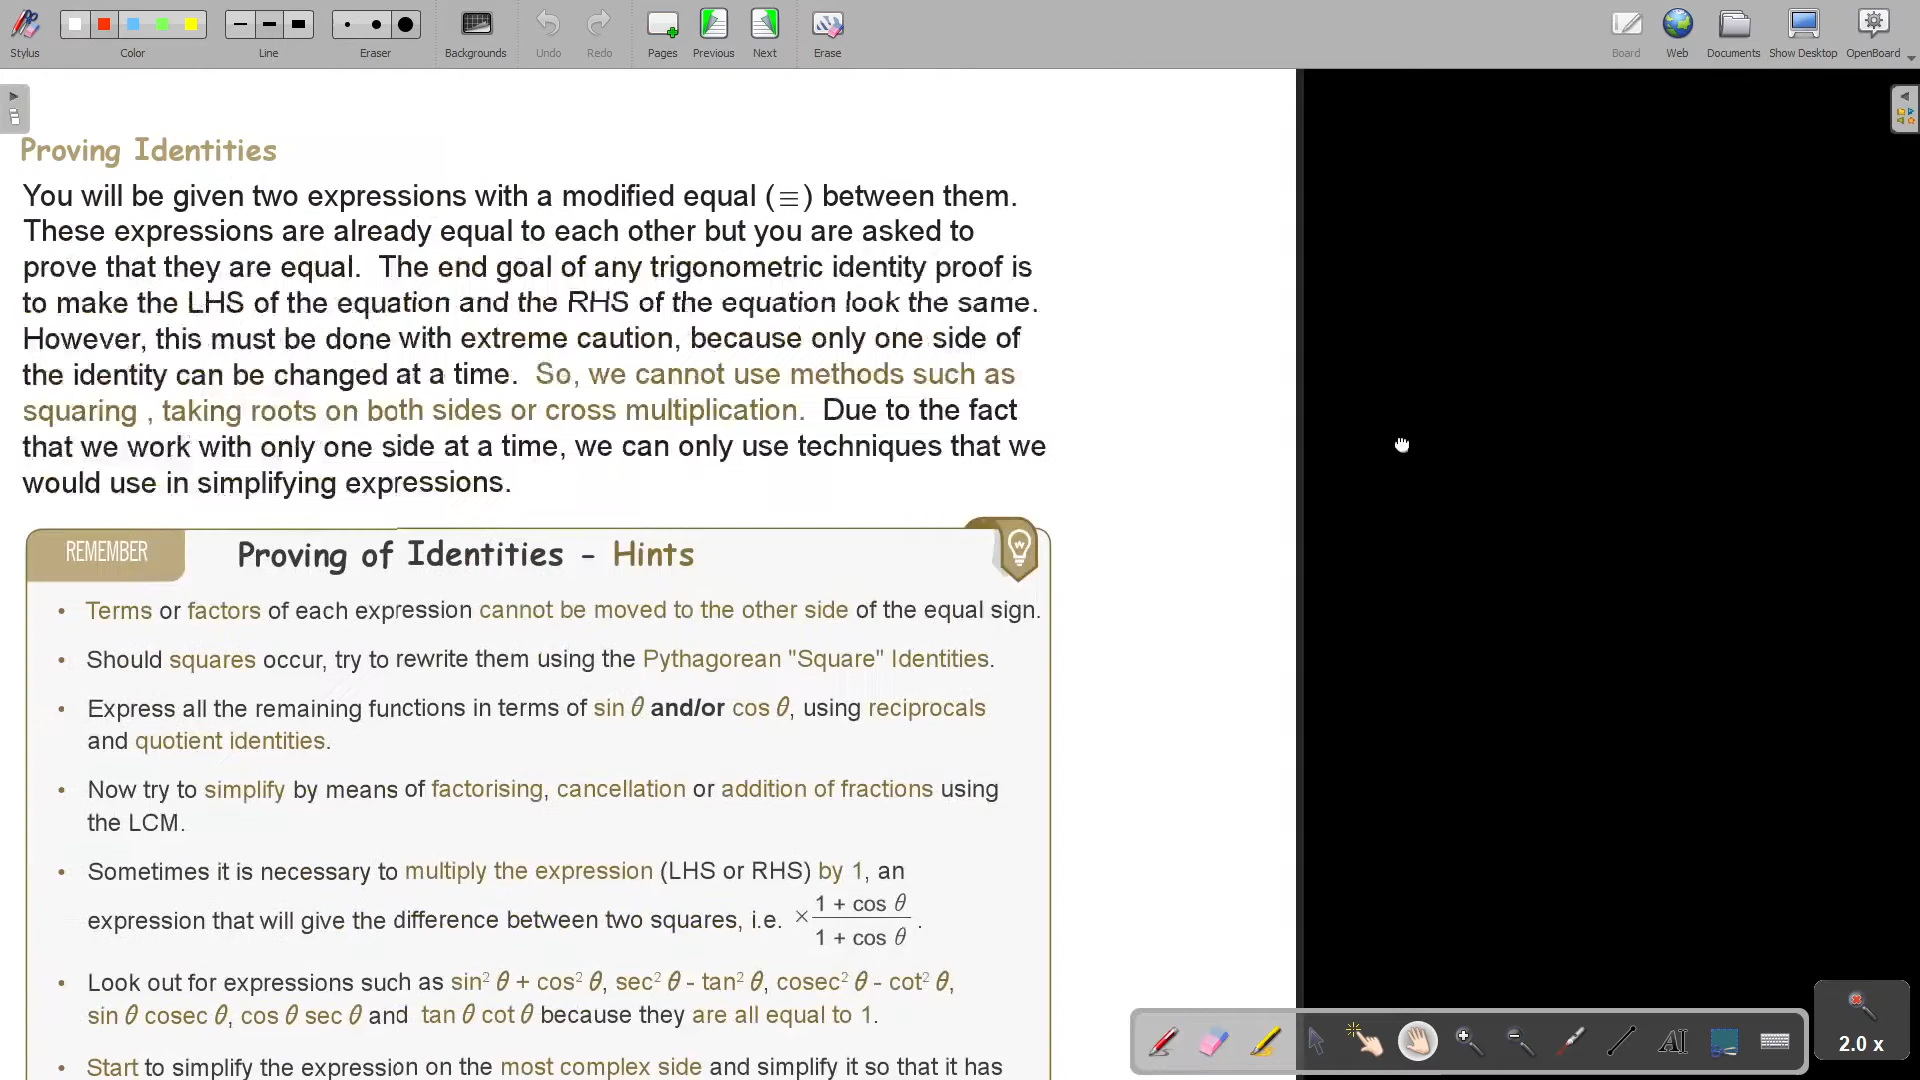 Stylus
Color
Line
Eraser
Backgrounds
Undo
Redo
Pages
Previous
Next
Erase
Board
Web
Documents
Show Desktop
OpenBoard
Proving Identities
You will be given two expressions with a modified equal (≡) between them.
These expressions are already equal to each other but you are asked to
prove that they are equal. The end goal of any trigonometric identity proof is
to make the LHS of the equation and the RHS of the equation look the same.
However, this must be done with extreme caution, because only one side of
the identity can be changed at a time. So, we cannot use methods such as
squaring , taking roots on both sides or cross multiplication. Due to the fact
that we work with only one side at a time, we can only use techniques that we
would use in simplifying expressions.
REMEMBER
Proving of Identities - Hints
• Terms or factors of each expression cannot be moved to the other side of the equal sign.
• Should squares occur, try to rewrite them using the Pythagorean "Square" Identities.
• Express all the remaining functions in terms of sin θ and/or cos θ, using reciprocals
and quotient identities.
• Now try to simplify by means of factorising, cancellation or addition of fractions using
the LCM.
• Sometimes it is necessary to multiply the expression (LHS or RHS) by 1, an
expression that will give the difference between two squares, i.e. × (1 + cos θ)/(1 + cos θ) .
• Look out for expressions such as sin² θ + cos² θ, sec² θ - tan² θ, cosec² θ - cot² θ,
sin θ cosec θ, cos θ sec θ and tan θ cot θ because they are all equal to 1.
• Start to simplify the expression on the most complex side and simplify it so that it has
AI
2.0 x